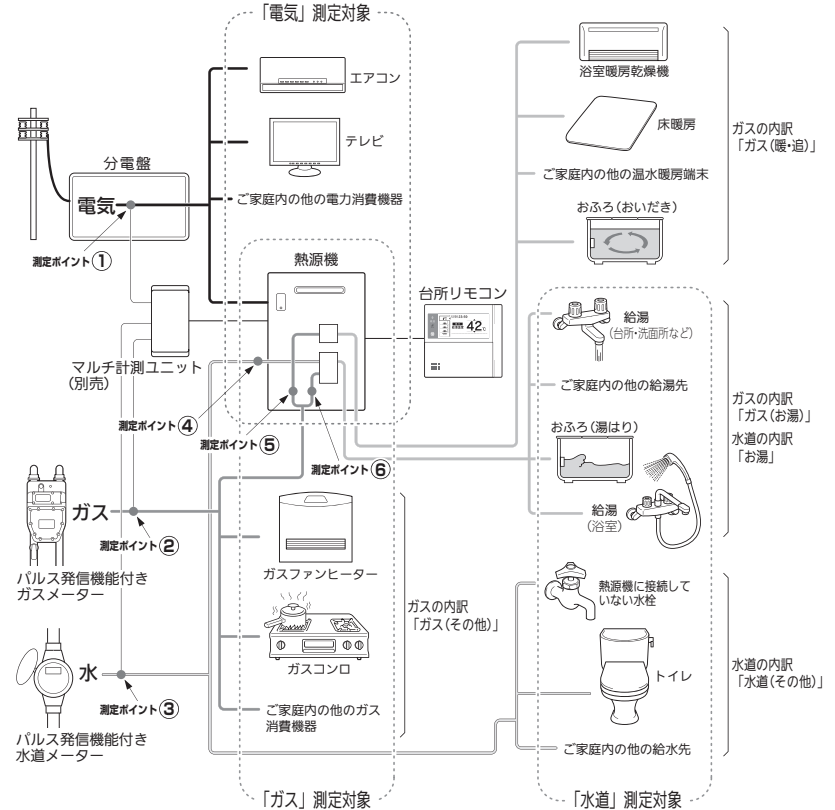 「電気」測定対象
エアコン
テレビ
ご家庭内の他の電力消費機器
分電盤
電気
測定ポイント①
マルチ計測ユニット
(別売)
熱源機
台所リモコン
42
測定ポイント④
測定ポイント⑤
測定ポイント⑥
浴室暖房乾燥機
床暖房
ご家庭内の他の温水暖房端末
おふろ(おいだき)
ガスの内訳
「ガス(暖・追)」
給湯
(台所・洗面所など)
ご家庭内の他の給湯先
おふろ(湯はり)
給湯
(浴室)
ガスの内訳
「ガス(お湯)」
水道の内訳
「お湯」
ガス
測定ポイント②
パルス発信機能付き
ガスメーター
ガスファンヒーター
ガスコンロ
ご家庭内の他のガス
消費機器
ガスの内訳
「ガス(その他)」
水
測定ポイント③
パルス発信機能付き
水道メーター
熱源機に接続して
いない水栓
トイレ
ご家庭内の他の給水先
水道の内訳
「水道(その他)」
「ガス」測定対象
「水道」測定対象